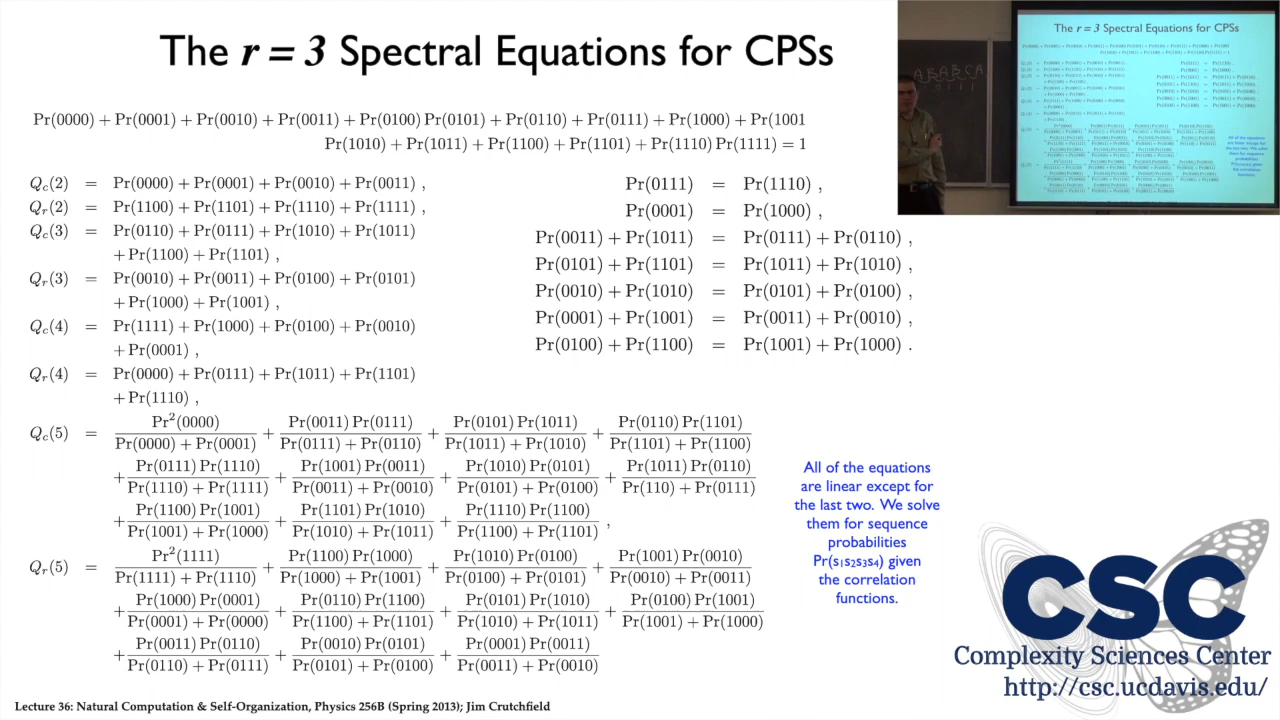 The r = 3 Spectral Equations for CPSs
Pr(0000) + Pr(0001) + Pr(0010) + Pr(0011) + Pr(0100) Pr(0101) + Pr(0110) + Pr(0111) + Pr(1000) + Pr(1001
Pr(1010) + Pr(1011) + Pr(1100) + Pr(1101) + Pr(1110) Pr(1111) = 1
Q_c(2) = Pr(0000) + Pr(0001) + Pr(0010) + Pr(0011) ,
Q_r(2) = Pr(1100) + Pr(1101) + Pr(1110) + Pr(1111) ,
Q_c(3) = Pr(0110) + Pr(0111) + Pr(1010) + Pr(1011)
+ Pr(1100) + Pr(1101) ,
Q_r(3) = Pr(0010) + Pr(0011) + Pr(0100) + Pr(0101)
+ Pr(1000) + Pr(1001) ,
Q_c(4) = Pr(1111) + Pr(1000) + Pr(0100) + Pr(0010)
+ Pr(0001) ,
Q_r(4) = Pr(0000) + Pr(0111) + Pr(1011) + Pr(1101)
+ Pr(1110) ,
Q_c(5) = Pr²(0000) / Pr(0000) + Pr(0001) + Pr(0011) Pr(0111) / Pr(0111) + Pr(0110) + Pr(0101) Pr(1011) / Pr(1011) + Pr(1010) + Pr(0110) Pr(1101) / Pr(1101) + Pr(1100)
+ Pr(0111) Pr(1110) / Pr(1110) + Pr(1111) + Pr(1001) Pr(0011) / Pr(0011) + Pr(0010) + Pr(1010) Pr(0101) / Pr(0101) + Pr(0100) + Pr(1011) Pr(0110) / Pr(110) + Pr(0111)
+ Pr(1100) Pr(1001) / Pr(1001) + Pr(1000) + Pr(1101) Pr(1010) / Pr(1010) + Pr(1011) + Pr(1110) Pr(1100) / Pr(1100) + Pr(1101) ,
Q_r(5) = Pr²(1111) / Pr(1111) + Pr(1110) + Pr(1100) Pr(1000) / Pr(1000) + Pr(1001) + Pr(1010) Pr(0100) / Pr(0100) + Pr(0101) + Pr(1001) Pr(0010) / Pr(0010) + Pr(0011)
+ Pr(1000) Pr(0001) / Pr(0001) + Pr(0000) + Pr(0110) Pr(1100) / Pr(1100) + Pr(1101) + Pr(0101) Pr(1010) / Pr(1010) + Pr(1011) + Pr(0100) Pr(1001) / Pr(1001) + Pr(1000)
+ Pr(0011) Pr(0110) / Pr(0110) + Pr(0111) + Pr(0010) Pr(0101) / Pr(0101) + Pr(0100) + Pr(0001) Pr(0011) / Pr(0011) + Pr(0010)
Pr(0111) = Pr(1110) ,
Pr(0001) = Pr(1000) ,
Pr(0011) + Pr(1011) = Pr(0111) + Pr(0110) ,
Pr(0101) + Pr(1101) = Pr(1011) + Pr(1010) ,
Pr(0010) + Pr(1010) = Pr(0101) + Pr(0100) ,
Pr(0001) + Pr(1001) = Pr(0011) + Pr(0010) ,
Pr(0100) + Pr(1100) = Pr(1001) + Pr(1000) .
All of the equations
are linear except for
the last two. We solve
them for sequence
probabilities
Pr(s₁s₂s₃s₄) given
the correlation
functions.
The r = 3 Spectral Equations for CPSs
CSC
Complexity Sciences Center
http://csc.ucdavis.edu/
Lecture 36: Natural Computation & Self-Organization, Physics 256B (Spring 2013); Jim Crutchfield